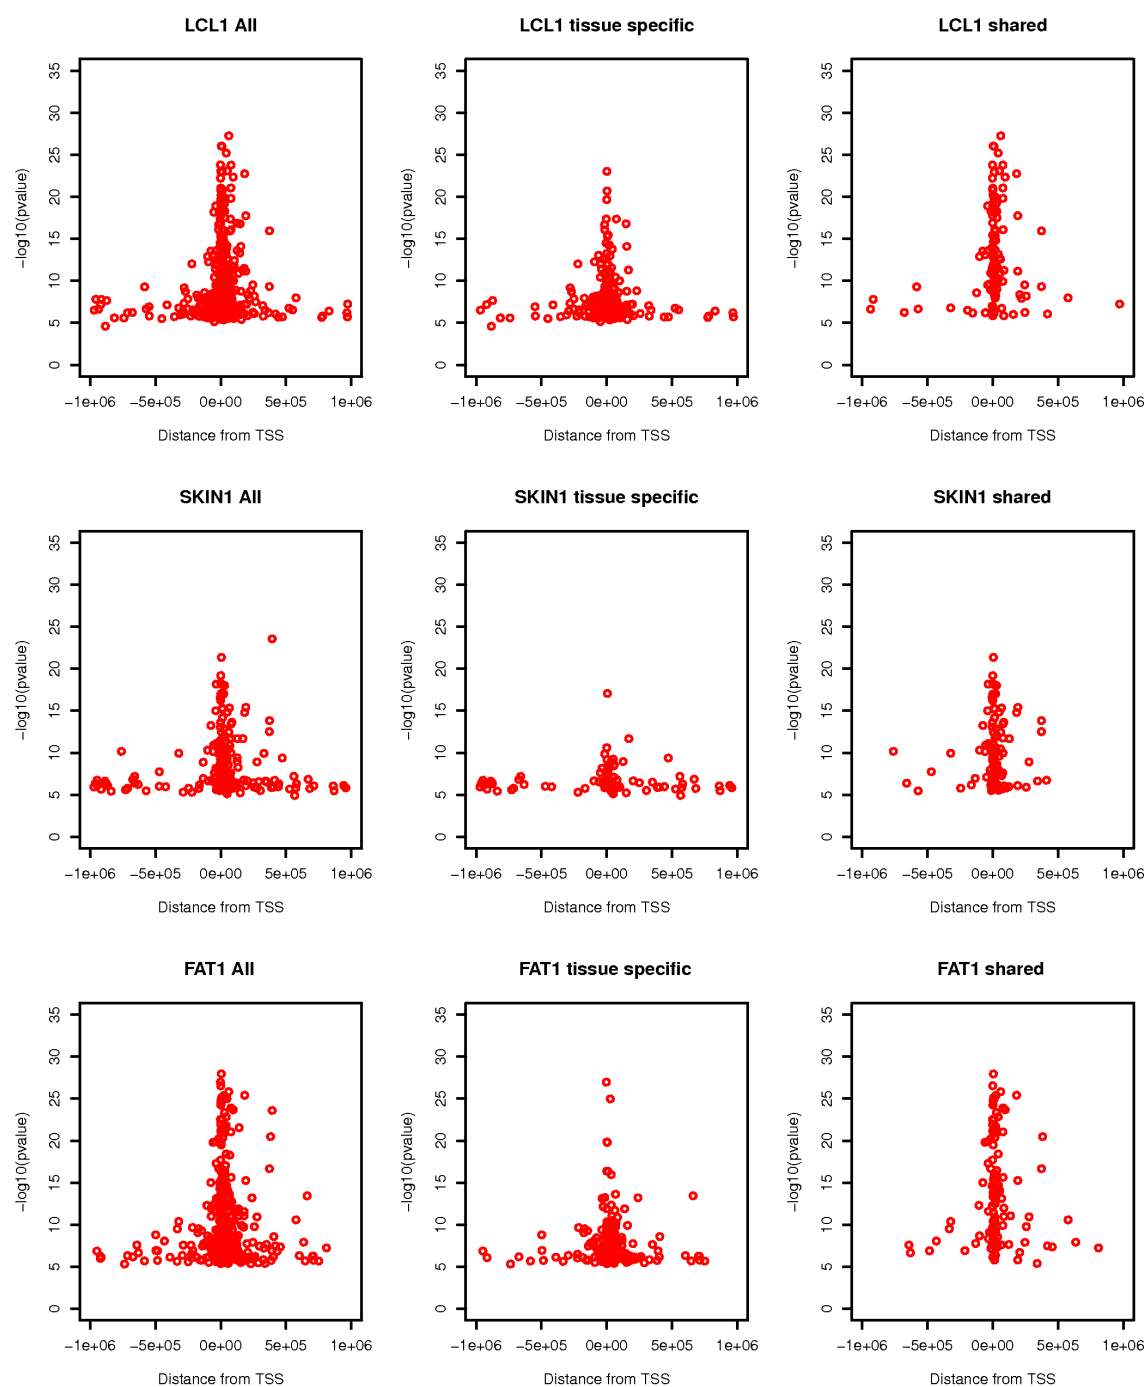 LCL1 All
LCL1 tissue specific
LCL1 shared
−log10(pvalue)
0 5 10 15 20 25 30 35
−1e+06 −5e+05 0e+00 5e+05 1e+06
Distance from TSS
−log10(pvalue)
0 5 10 15 20 25 30 35
−1e+06 −5e+05 0e+00 5e+05 1e+06
Distance from TSS
−log10(pvalue)
0 5 10 15 20 25 30 35
−1e+06 −5e+05 0e+00 5e+05 1e+06
Distance from TSS
SKIN1 All
SKIN1 tissue specific
SKIN1 shared
−log10(pvalue)
0 5 10 15 20 25 30 35
−1e+06 −5e+05 0e+00 5e+05 1e+06
Distance from TSS
−log10(pvalue)
0 5 10 15 20 25 30 35
−1e+06 −5e+05 0e+00 5e+05 1e+06
Distance from TSS
−log10(pvalue)
0 5 10 15 20 25 30 35
−1e+06 −5e+05 0e+00 5e+05 1e+06
Distance from TSS
FAT1 All
FAT1 tissue specific
FAT1 shared
−log10(pvalue)
0 5 10 15 20 25 30 35
−1e+06 −5e+05 0e+00 5e+05 1e+06
Distance from TSS
−log10(pvalue)
0 5 10 15 20 25 30 35
−1e+06 −5e+05 0e+00 5e+05 1e+06
Distance from TSS
−log10(pvalue)
0 5 10 15 20 25 30 35
−1e+06 −5e+05 0e+00 5e+05 1e+06
Distance from TSS